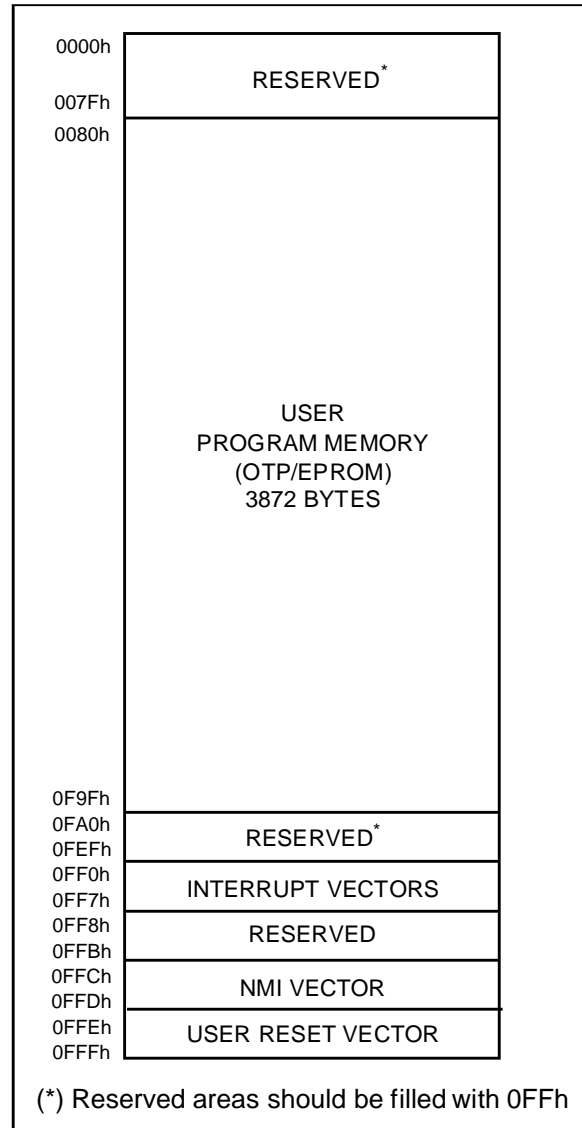 0000h
RESERVED*
007Fh
0080h
USER
PROGRAM MEMORY
(OTP/EPROM)
3872 BYTES
0F9Fh
0FA0h
RESERVED*
0FEFh
0FF0h
INTERRUPT VECTORS
0FF7h
0FF8h
RESERVED
0FFBh
0FFCh
NMI VECTOR
0FFDh
0FFEh
USER RESET VECTOR
0FFFh
(*) Reserved areas should be filled with 0FFh